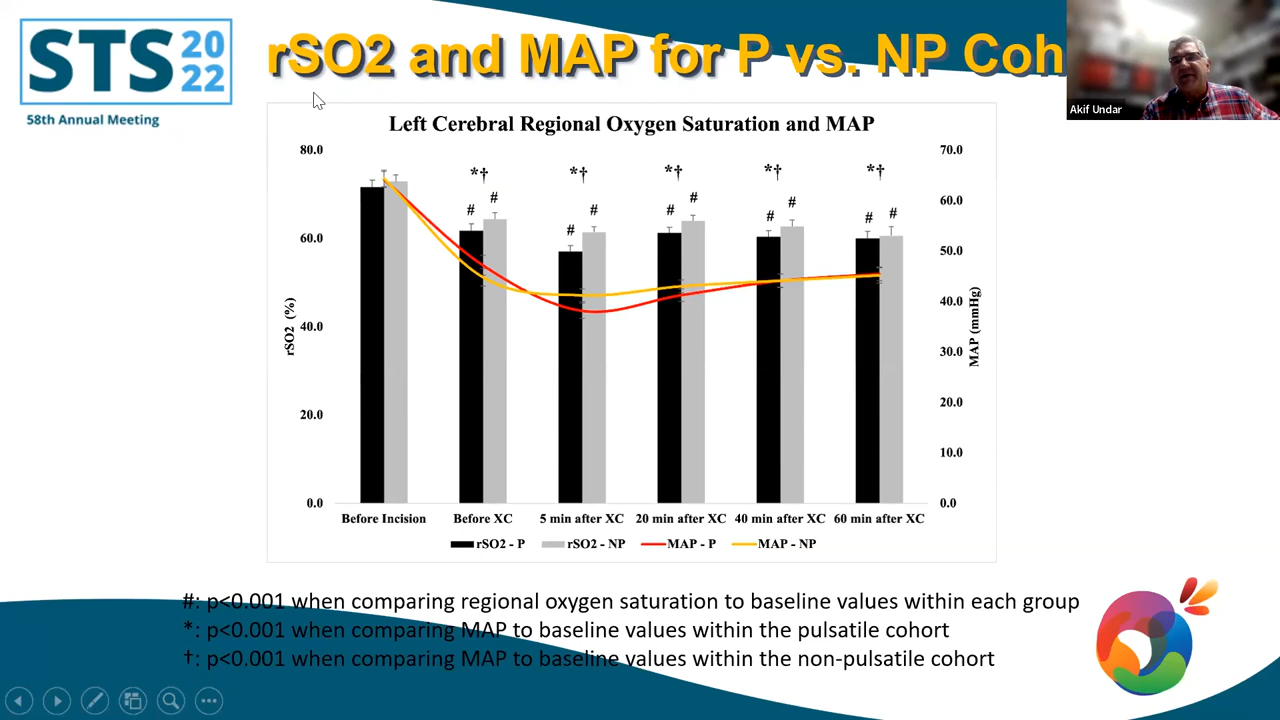 STS 20
22
58th Annual Meeting
rSO2 and MAP for P vs. NP Coh
Akif Undar
Left Cerebral Regional Oxygen Saturation and MAP
80.0
60.0
40.0
20.0
0.0
rSO2 (%)
70.0
60.0
50.0
40.0
30.0
20.0
10.0
0.0
MAP (mmHg)
*† *† *† *† *†
# # # # # # # # # #
Before Incision Before XC 5 min after XC 20 min after XC 40 min after XC 60 min after XC
rSO2 - P rSO2 - NP MAP - P MAP - NP
#: p<0.001 when comparing regional oxygen saturation to baseline values within each group
*: p<0.001 when comparing MAP to baseline values within the pulsatile cohort
†: p<0.001 when comparing MAP to baseline values within the non-pulsatile cohort